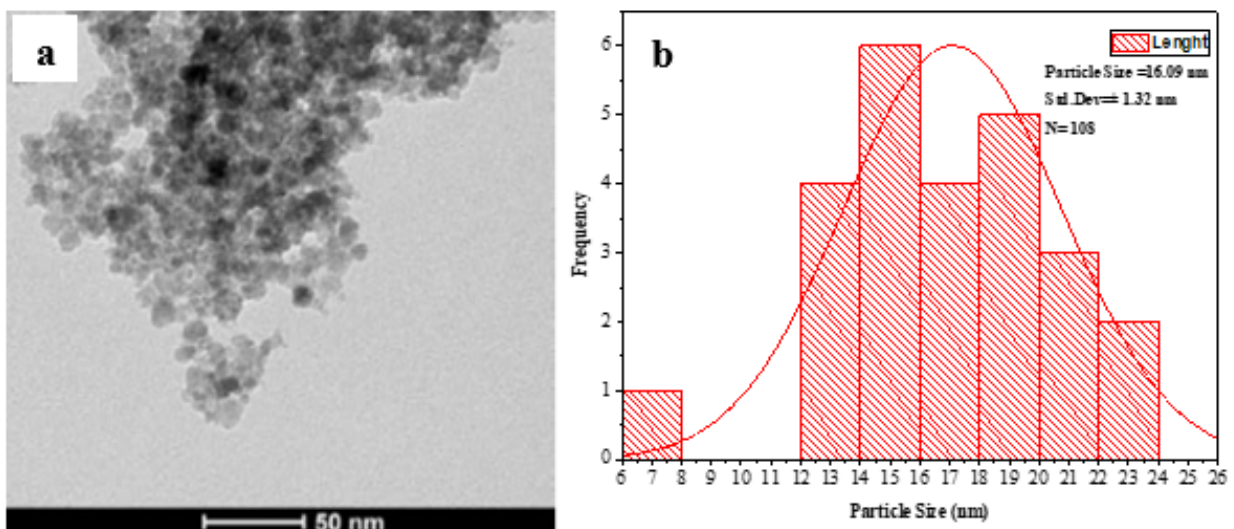 a
50 nm
b
Lenght
Particle Size =16.09 nm
Std.Dev=± 1.32 nm
N= 108
Frequency
6
5
4
3
2
1
0
6 7 8 9 10 11 12 13 14 15 16 17 18 19 20 21 22 23 24 25 26
Particle Size (nm)